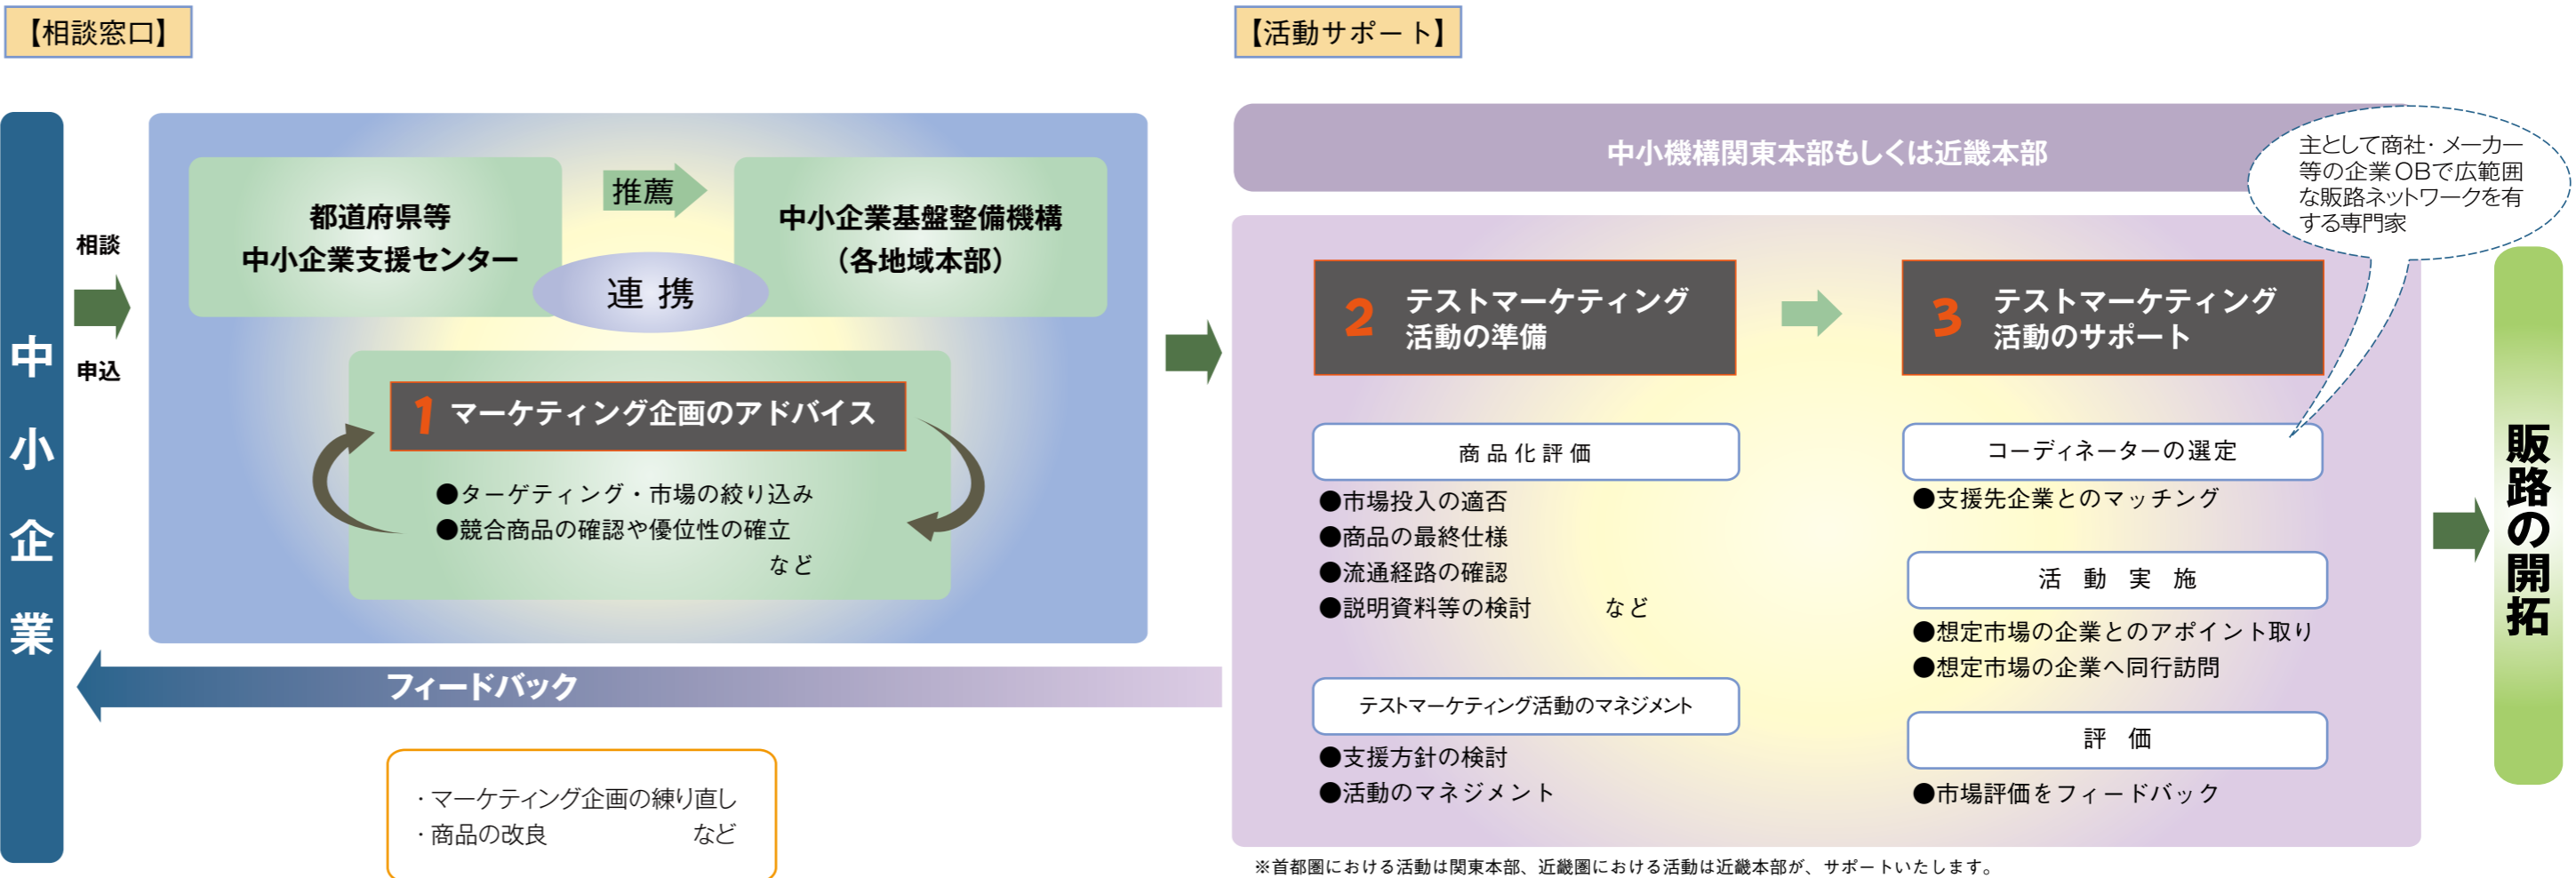 【相談窓口】
中小企業
相談
申込
都道府県等
中小企業支援センター
推薦
連 携
中小企業基盤整備機構
（各地域本部）
1 マーケティング企画のアドバイス
●ターゲティング・市場の絞り込み
●競合商品の確認や優位性の確立
など
フィードバック
・マーケティング企画の練り直し
・商品の改良 など
【活動サポート】
中小機構関東本部もしくは近畿本部
主として商社・メーカー
等の企業OBで広範囲
な販路ネットワークを有
する専門家
2 テストマーケティング
活動の準備
商品化評価
●市場投入の適否
●商品の最終仕様
●流通経路の確認
●説明資料等の検討 など
テストマーケティング活動のマネジメント
●支援方針の検討
●活動のマネジメント
3 テストマーケティング
活動のサポート
コーディネーターの選定
●支援先企業とのマッチング
活 動 実 施
●想定市場の企業とのアポイント取り
●想定市場の企業へ同行訪問
評 価
●市場評価をフィードバック
販路の開拓
※首都圏における活動は関東本部、近畿圏における活動は近畿本部が、サポートいたします。